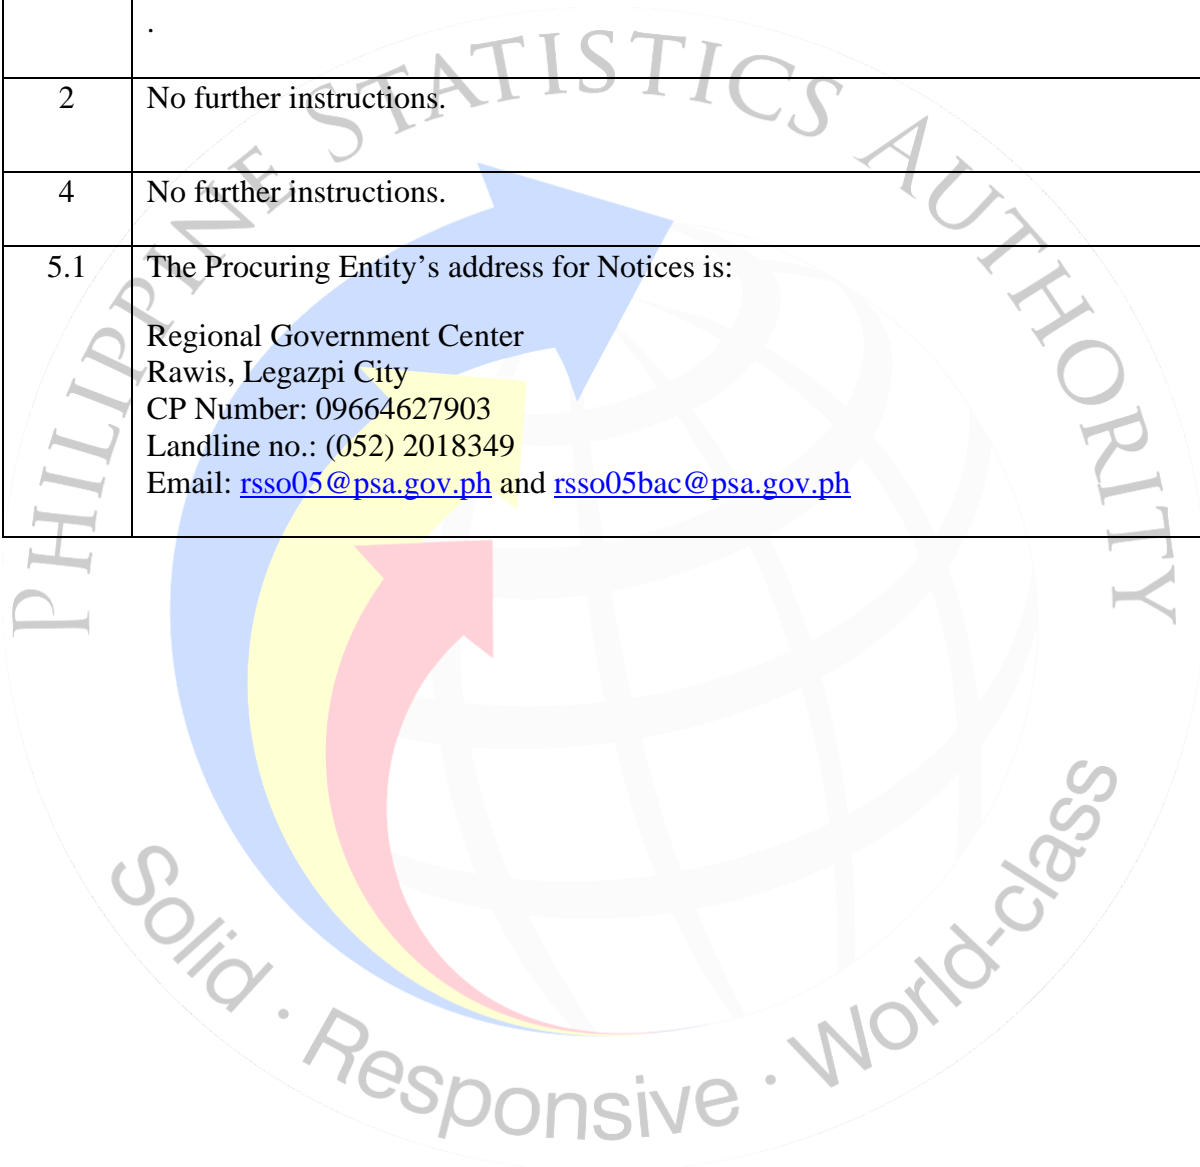 .
2 No further instructions.
4 No further instructions.
5.1 The Procuring Entity’s address for Notices is:
Regional Government Center
Rawis, Legazpi City
CP Number: 09664627903
Landline no.: (052) 2018349
Email: rsso05@psa.gov.ph and rsso05bac@psa.gov.ph
PHILIPPINE STATISTICS AUTHORITY
Solid · Responsive · World-class